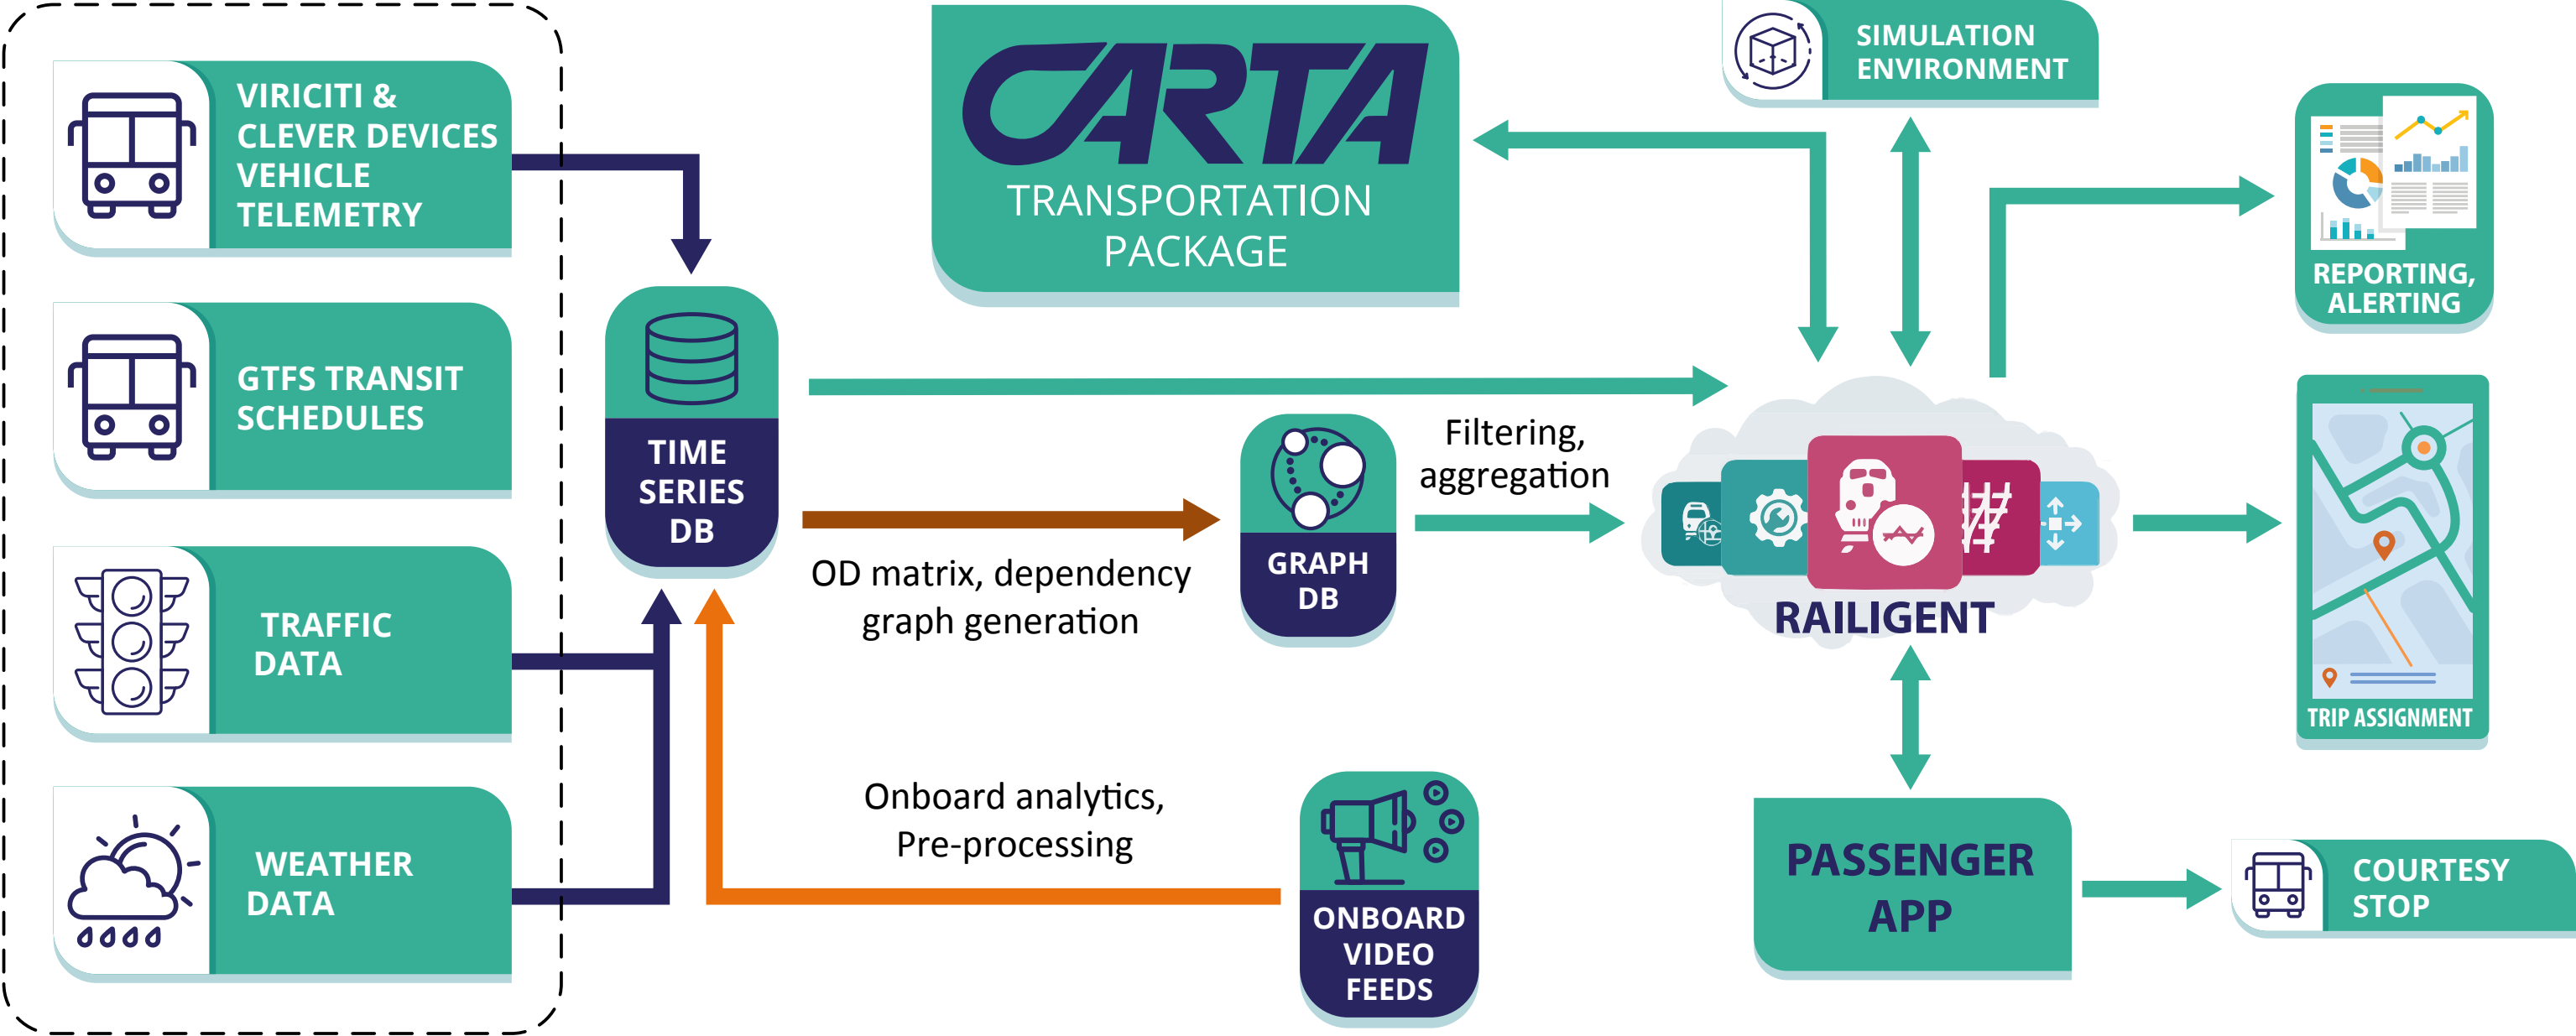 VIRICITI &
CLEVER DEVICES
VEHICLE
TELEMETRY
GTFS TRANSIT
SCHEDULES
TRAFFIC
DATA
WEATHER
DATA
TIME
SERIES
DB
CARTA
TRANSPORTATION
PACKAGE
OD matrix, dependency
graph generation
GRAPH
DB
Filtering,
aggregation
Onboard analytics,
Pre-processing
ONBOARD
VIDEO
FEEDS
SIMULATION
ENVIRONMENT
RAILIGENT
PASSENGER
APP
REPORTING,
ALERTING
TRIP ASSIGNMENT
COURTESY
STOP